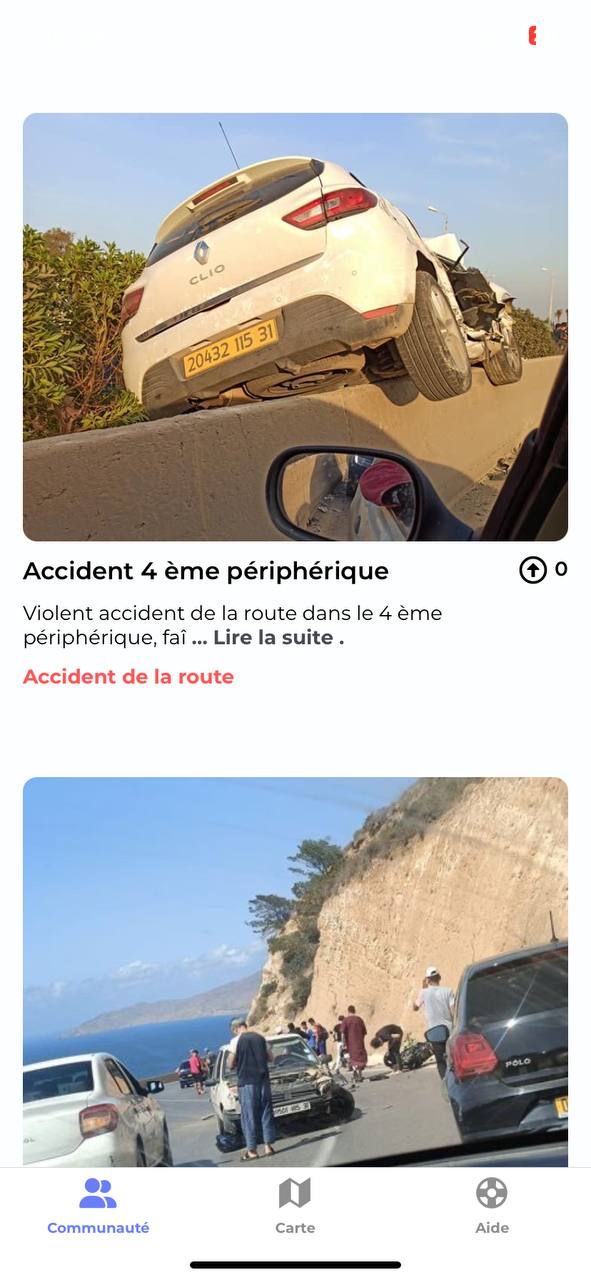 CLIO
20432 115 31
Accident 4 ème périphérique
0
Violent accident de la route dans le 4 ème
périphérique, faî ... Lire la suite .
Accident de la route
POLO
Communauté
Carte
Aide